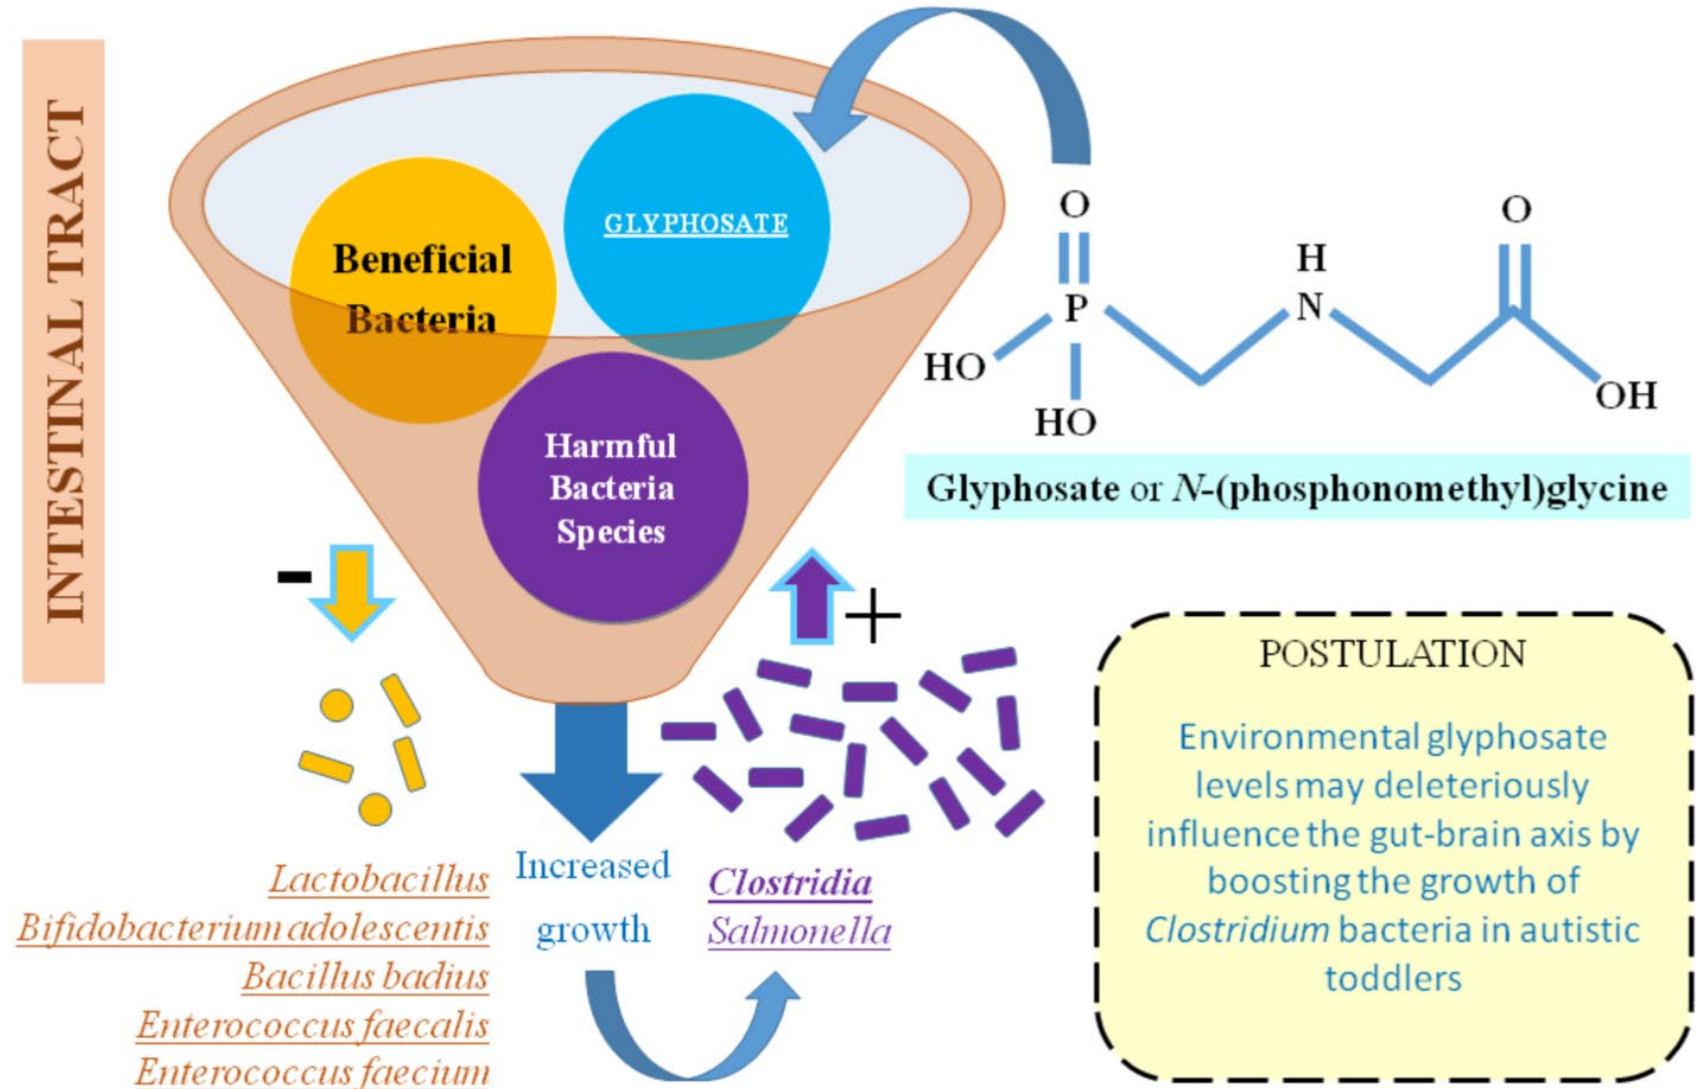 INTESTINAL TRACT
Beneficial
Bacteria
GLYPHOSATE
Harmful
Bacteria
Species
O
O
H
N
P
HO
HO
OH
Glyphosate or N-(phosphonomethyl)glycine
-
+
Lactobacillus
Bifidobacterium adolescentis
Bacillus badius
Enterococcus faecalis
Enterococcus faecium
Increased
growth
Clostridia
Salmonella
POSTULATION
Environmental glyphosate
levels may deleteriously
influence the gut-brain axis by
boosting the growth of
Clostridium bacteria in autistic
toddlers